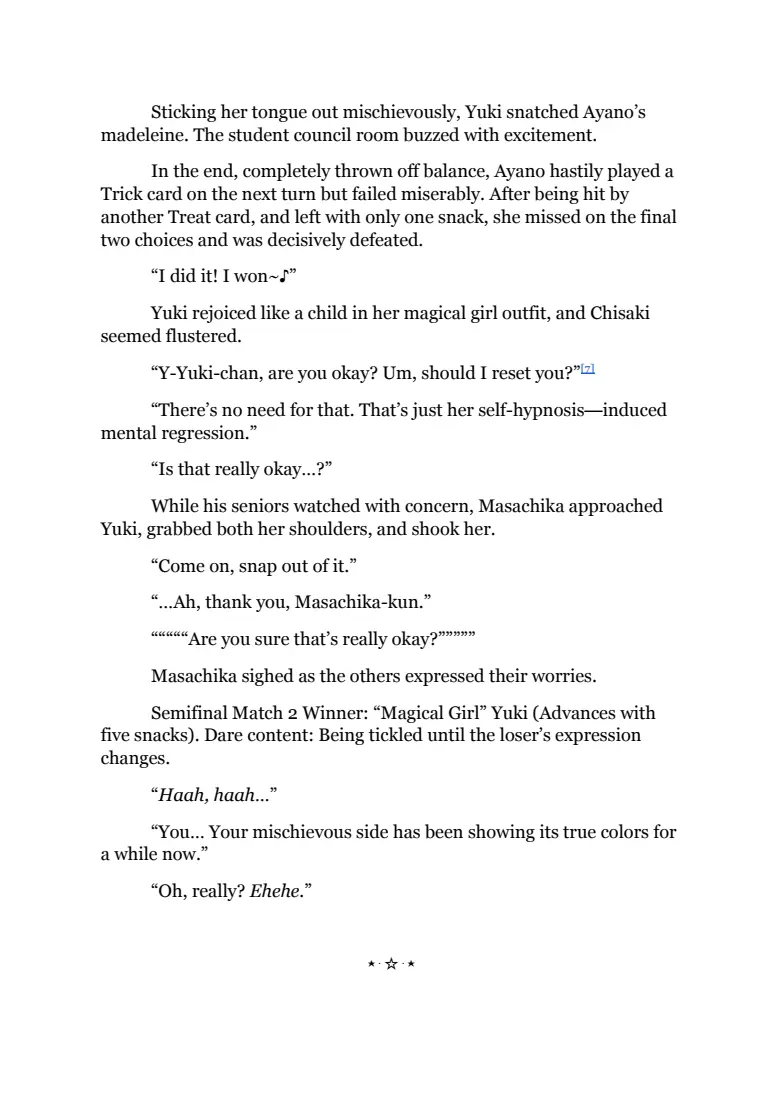 Sticking her tongue out mischievously, Yuki snatched Ayano’s
madeleine. The student council room buzzed with excitement.
In the end, completely thrown off balance, Ayano hastily played a
Trick card on the next turn but failed miserably. After being hit by
another Treat card, and left with only one snack, she missed on the final
two choices and was decisively defeated.
“I did it! I won~♪”
Yuki rejoiced like a child in her magical girl outfit, and Chisaki
seemed flustered.
“Y-Yuki-chan, are you okay? Um, should I reset you?”[7]
“There’s no need for that. That’s just her self-hypnosis—induced
mental regression.”
“Is that really okay…?”
While his seniors watched with concern, Masachika approached
Yuki, grabbed both her shoulders, and shook her.
“Come on, snap out of it.”
“…Ah, thank you, Masachika-kun.”
“““““Are you sure that’s really okay?”””””
Masachika sighed as the others expressed their worries.
Semifinal Match 2 Winner: “Magical Girl” Yuki (Advances with
five snacks). Dare content: Being tickled until the loser’s expression
changes.
“Haah, haah…”
“You… Your mischievous side has been showing its true colors for
a while now.”
“Oh, really? Ehehe.”
⋆·☆·⋆